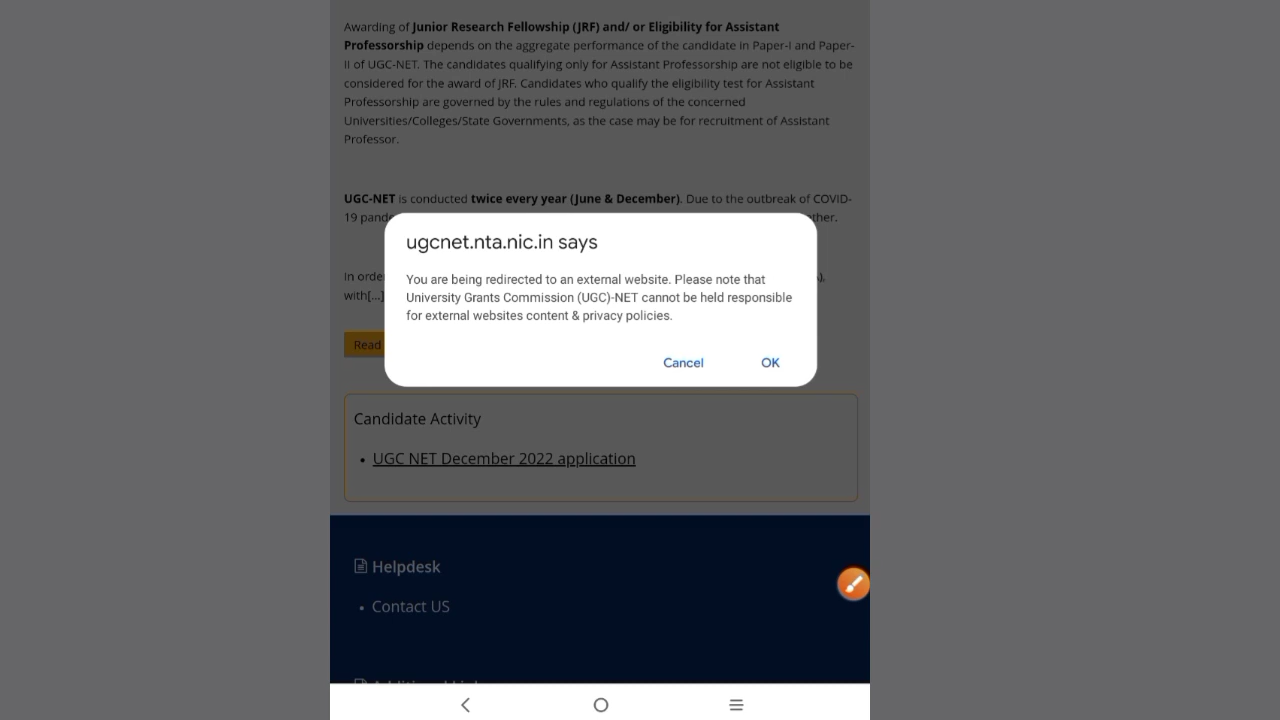 Awarding of Junior Research Fellowship (JRF) and/ or Eligibility for Assistant
Professorship depends on the aggregate performance of the candidate in Paper-I and Paper-
II of UGC-NET. The candidates qualifying only for Assistant Professorship are not eligible to be
considered for the award of JRF. Candidates who qualify the eligibility test for Assistant
Professorship are governed by the rules and regulations of the concerned
Universities/Colleges/State Governments, as the case may be for recruitment of Assistant
Professor.
UGC-NET is conducted twice every year (June & December). Due to the outbreak of COVID-
19
ugcnet.nta.nic.in says
You are being redirected to an external website. Please note that
University Grants Commission (UGC)-NET cannot be held responsible
for external websites content & privacy policies.
Cancel OK
In
with[...]
Read
Candidate Activity
• UGC NET December 2022 application
Helpdesk
• Contact US